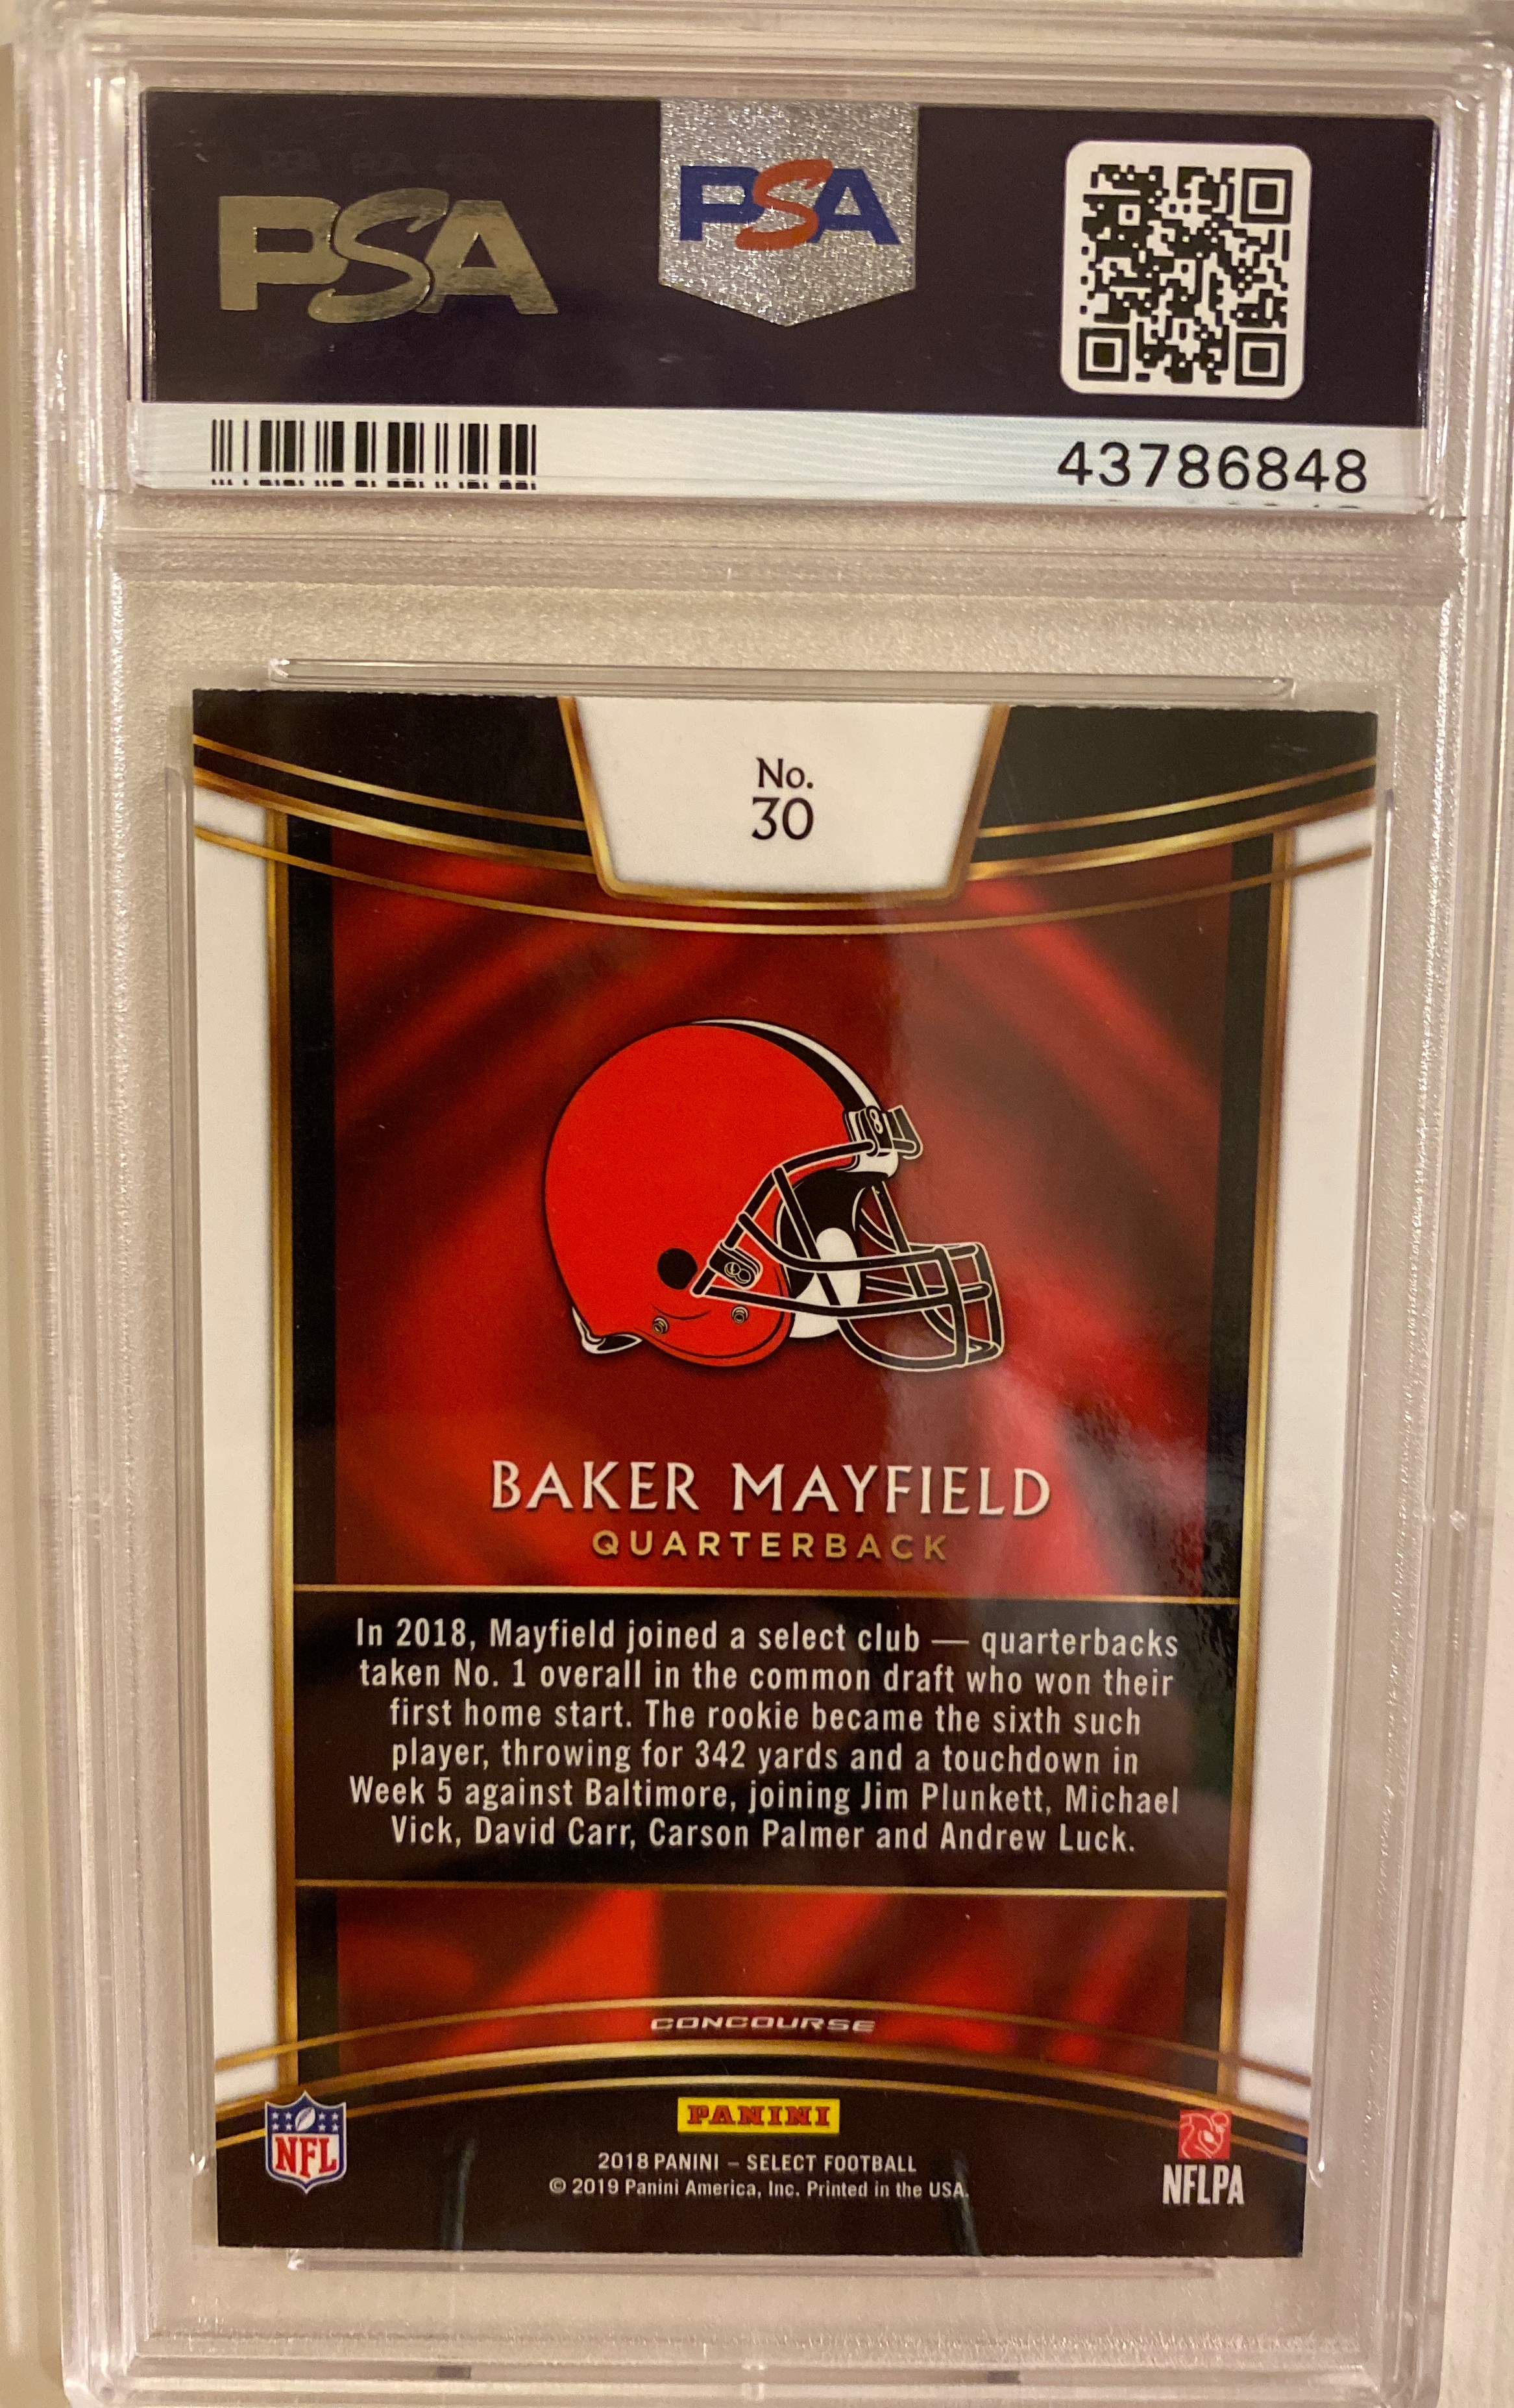 PSA
PSA
43786848
No.
30
BAKER MAYFIELD
QUARTERBACK
In 2018, Mayfield joined a select club — quarterbacks
taken No. 1 overall in the common draft who won their
first home start. The rookie became the sixth such
player, throwing for 342 yards and a touchdown in
Week 5 against Baltimore, joining Jim Plunkett, Michael
Vick, David Carr, Carson Palmer and Andrew Luck.
CONCOURSE
NFL
PANINI
2018 PANINI – SELECT FOOTBALL
© 2019 Panini America, Inc. Printed in the USA.
NFLPA